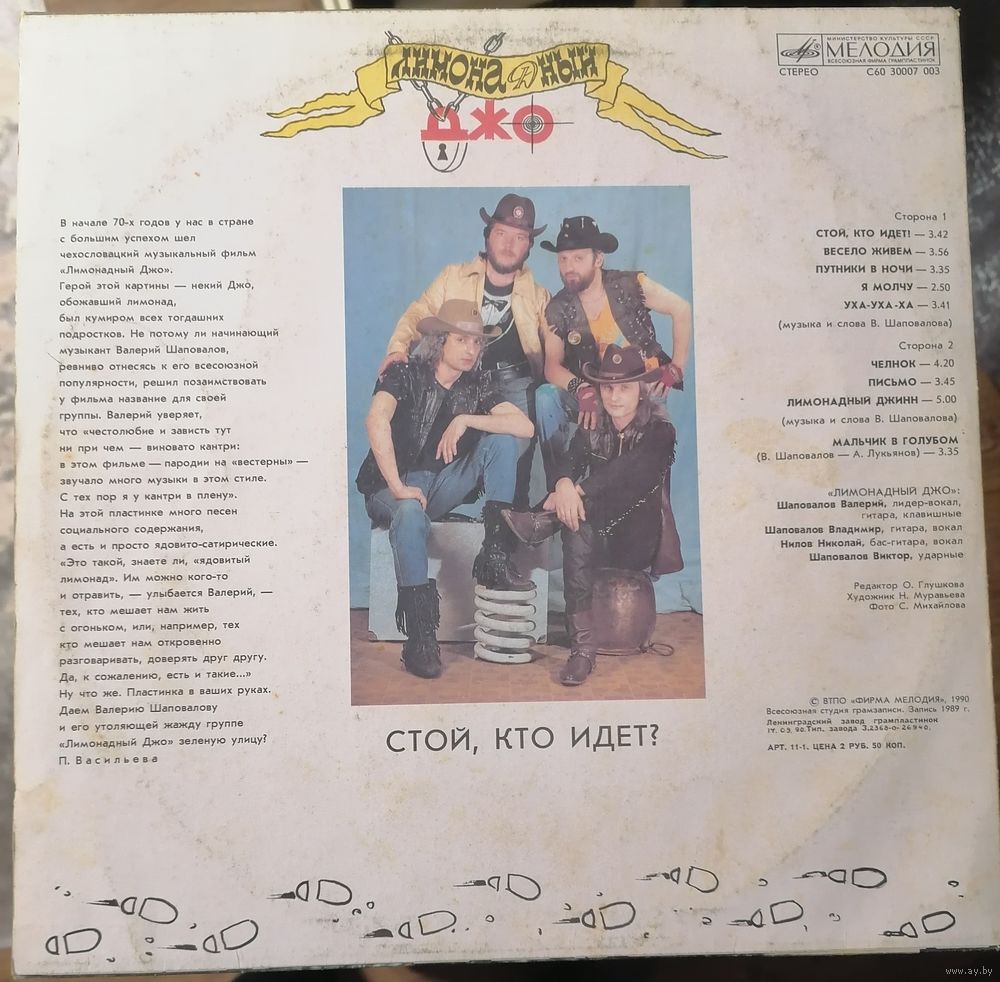 ЛИМОНАДНЫЙ
ДЖО
МИНИСТЕРСТВО КУЛЬТУРЫ СССР
МЕЛОДИЯ
ВСЕСОЮЗНАЯ ФИРМА ГРАМПЛАСТИНОК
СТЕРЕО С60 30007 003
В начале 70-х годов у нас в стране
с большим успехом шел
чехословацкий музыкальный фильм
«Лимонадный Джо».
Герой этой картины — некий Джо,
обожавший лимонад,
был кумиром всех тогдашних
подростков. Не потому ли начинающий
музыкант Валерий Шаповалов,
ревниво отнесясь к его всесоюзной
популярности, решил позаимствовать
у фильма название для своей
группы. Валерий уверяет,
что «честолюбие и зависть тут
ни при чем — виновато кантри:
в этом фильме — пародии на «вестерны» —
звучало много музыки в этом стиле.
С тех пор я у кантри в плену».
На этой пластинке много песен
социального содержания,
а есть и просто ядовито-сатирические.
«Это такой, знаете ли, «ядовитый
лимонад». Им можно кого-то
и отравить, — улыбается Валерий, —
тех, кто мешает нам жить
с огоньком, или, например, тех
кто мешает нам откровенно
разговаривать, доверять друг другу.
Да, к сожалению, есть и такие...»
Ну что же. Пластинка в ваших руках.
Даем Валерию Шаповалову
и его утоляющей жажду группе
«Лимонадный Джо» зеленую улицу?
П. Васильева
СТОЙ, КТО ИДЕТ?
Сторона 1
СТОЙ, КТО ИДЕТ! — 3.42
ВЕСЕЛО ЖИВЕМ — 3.56
ПУТНИКИ В НОЧИ — 3.35
Я МОЛЧУ — 2.50
УХА-УХА-ХА — 3.41
(музыка и слова В. Шаповалова)
Сторона 2
ЧЕЛНОК — 4.20
ПИСЬМО — 3.45
ЛИМОНАДНЫЙ ДЖИНН — 5.00
(музыка и слова В. Шаповалова)
МАЛЬЧИК В ГОЛУБОМ
(В. Шаповалов — А. Лукьянов) — 3.35
«ЛИМОНАДНЫЙ ДЖО»:
Шаповалов Валерий, лидер-вокал,
гитара, клавишные
Шаповалов Владимир, гитара, вокал
Нилов Николай, бас-гитара, вокал
Шаповалов Виктор, ударные
Редактор О. Глушкова
Художник Н. Муравьева
Фото С. Михайлова
© ВТПО «ФИРМА МЕЛОДИЯ», 1990
Всесоюзная студия грамзаписи. Запись 1989 г.
Ленинградский завод грампластинок
Тип. завода
АРТ. 11-1. ЦЕНА 2 РУБ. 50 КОП.
www.ay.by